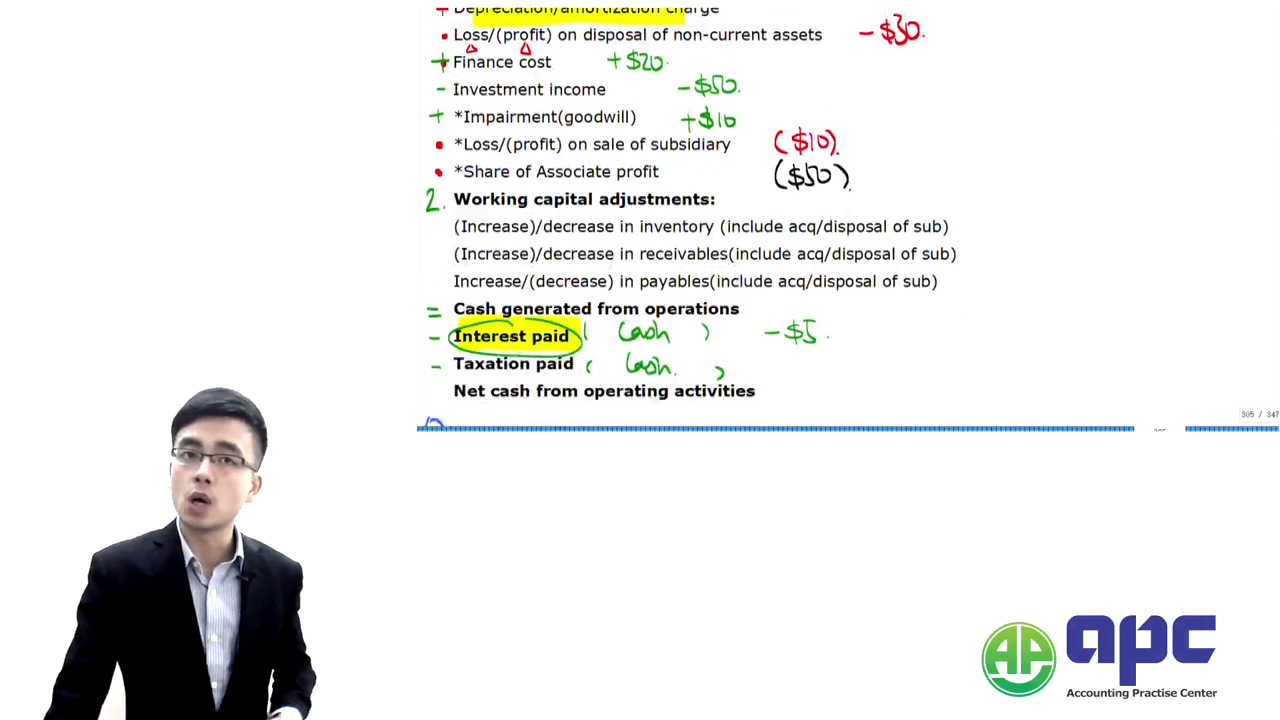 + Depreciation/amortization charge
• Loss/(profit) on disposal of non-current assets - $30.
+ Finance cost +$20.
- Investment income -$50.
+ *Impairment(goodwill) +$10
• *Loss/(profit) on sale of subsidiary ($10).
• *Share of Associate profit ($50).
2. Working capital adjustments:
(Increase)/decrease in inventory (include acq/disposal of sub)
(Increase)/decrease in receivables(include acq/disposal of sub)
Increase/(decrease) in payables(include acq/disposal of sub)
= Cash generated from operations
- Interest paid ( Cash ) -$5.
- Taxation paid ( Cash. )
Net cash from operating activities
305 / 347
AP apc
Accounting Practise Center